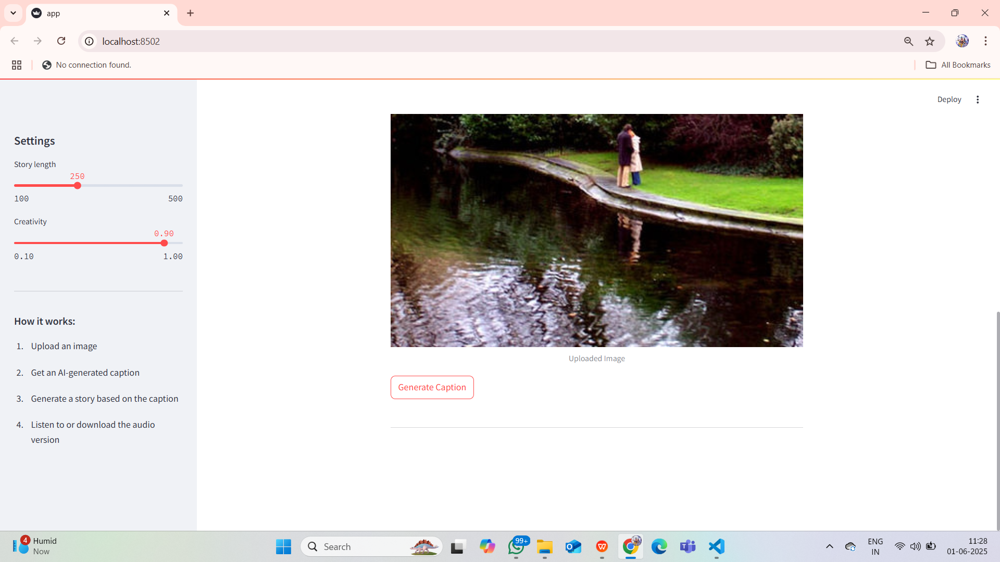 app
localhost:8502
No connection found.
All Bookmarks
Deploy
Settings
Story length
250
100 500
Creativity
0.90
0.10 1.00
How it works:
1. Upload an image
2. Get an AI-generated caption
3. Generate a story based on the caption
4. Listen to or download the audio
version
Uploaded Image
Generate Caption
4
Humid
Now
Search
99+
ENG
IN
11:28
01-06-2025